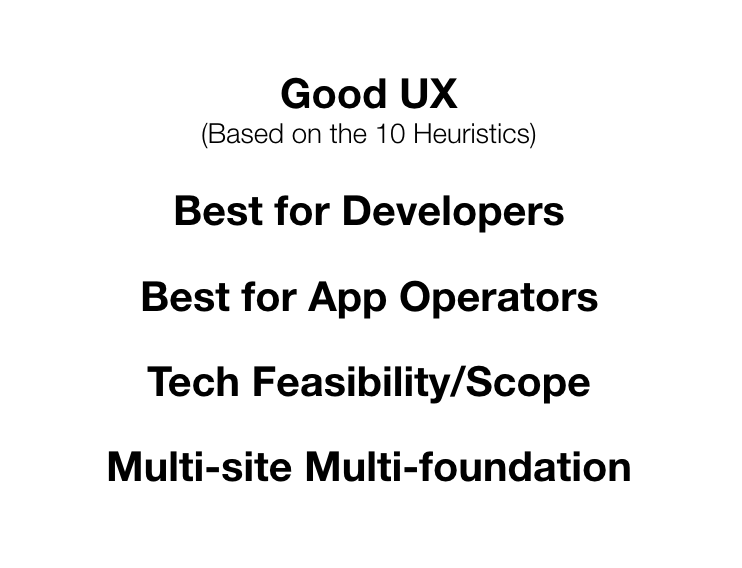 Good UX
(Based on the 10 Heuristics)
Best for Developers
Best for App Operators
Tech Feasibility/Scope
Multi-site Multi-foundation